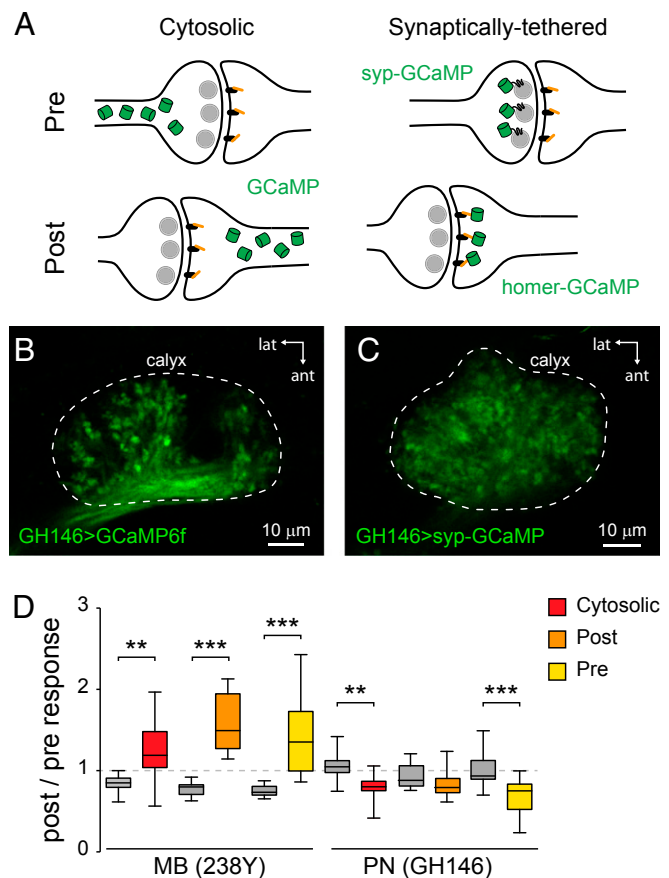 A
Cytosolic
Synaptically-tethered
Pre
syp-GCaMP
Post
GCaMP
homer-GCaMP
B
calyx
lat
ant
GH146>GCaMP6f
10 μm
C
calyx
lat
ant
GH146>syp-GCaMP
10 μm
D
post / pre response
3
2
1
0
**
***
***
**
***
Cytosolic
Post
Pre
MB (238Y)
PN (GH146)